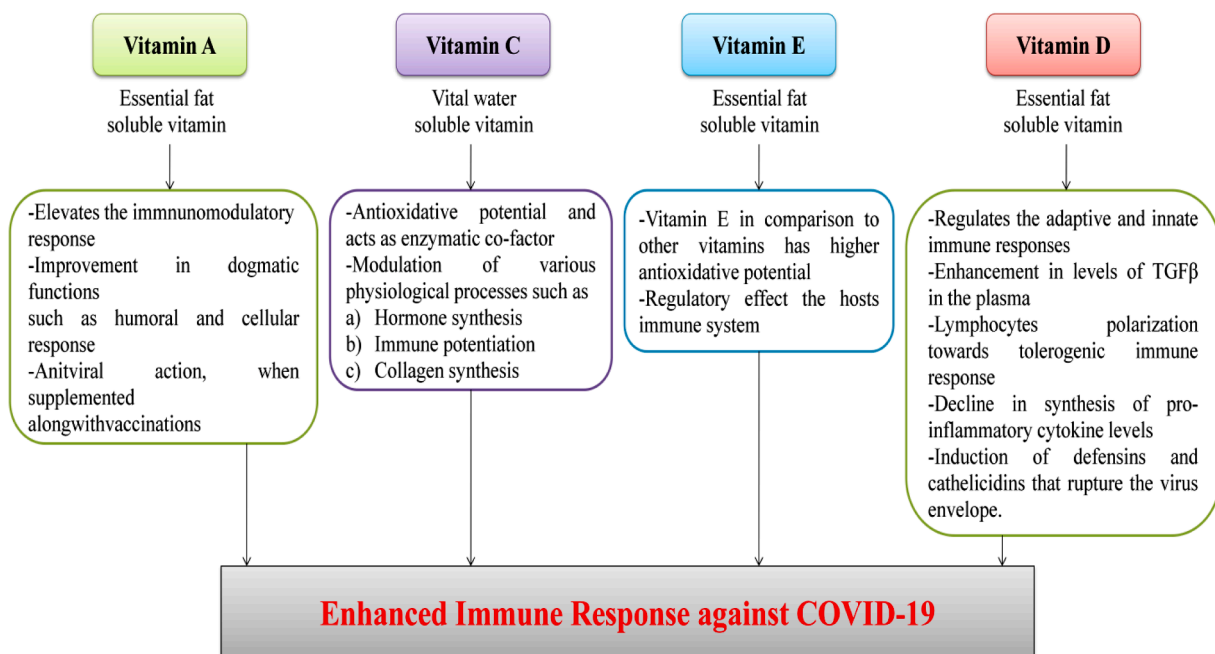 Vitamin A
Essential fat
soluble vitamin
-Elevates the immnunomodulatory
response
-Improvement in dogmatic
functions
such as humoral and cellular
response
-Anitviral action, when
supplemented
alongwithvaccinations
Vitamin C
Vital water
soluble vitamin
-Antioxidative potential and
acts as enzymatic co-factor
-Modulation of various
physiological processes such as
a) Hormone synthesis
b) Immune potentiation
c) Collagen synthesis
Vitamin E
Essential fat
soluble vitamin
-Vitamin E in comparison to
other vitamins has higher
antioxidative potential
-Regulatory effect the hosts
immune system
Vitamin D
Essential fat
soluble vitamin
-Regulates the adaptive and innate
immune responses
-Enhancement in levels of TGFβ
in the plasma
-Lymphocytes polarization
towards tolerogenic immune
response
-Decline in synthesis of pro-
inflammatory cytokine levels
-Induction of defensins and
cathelicidins that rupture the virus
envelope.
Enhanced Immune Response against COVID-19